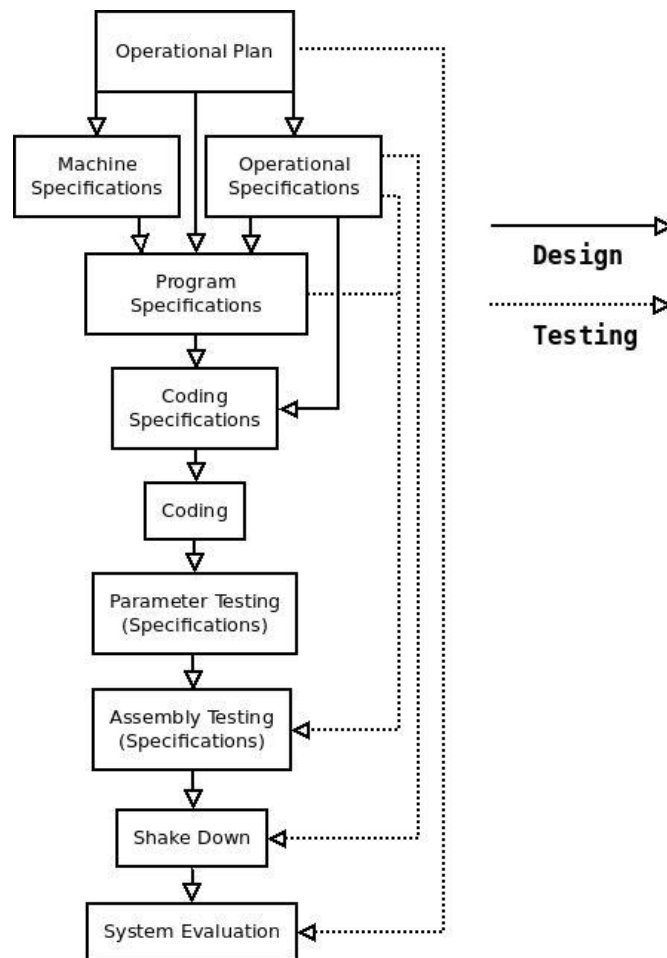 Operational Plan
Machine
Specifications
Operational
Specifications
Program
Specifications
Design
Testing
Coding
Specifications
Coding
Parameter Testing
(Specifications)
Assembly Testing
(Specifications)
Shake Down
System Evaluation